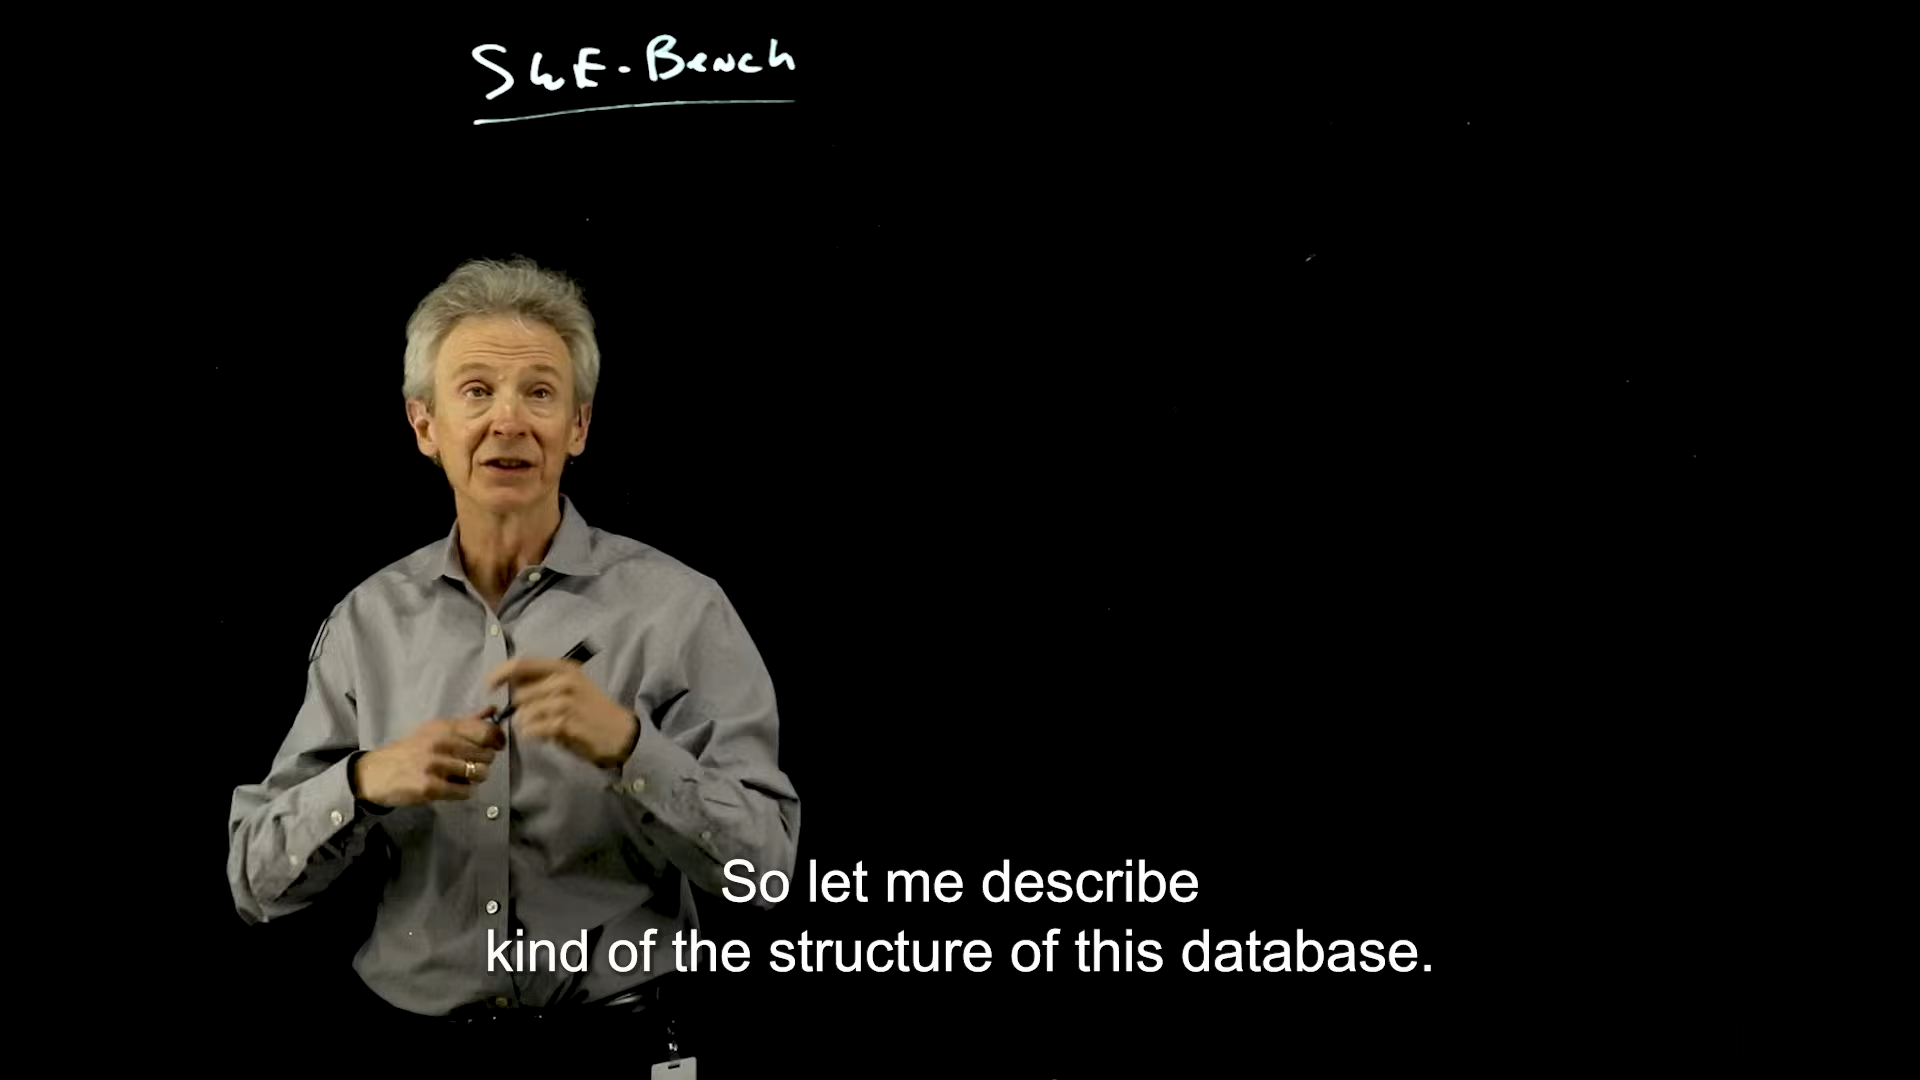 SWE-Bench
So let me describe
kind of the structure of this database.